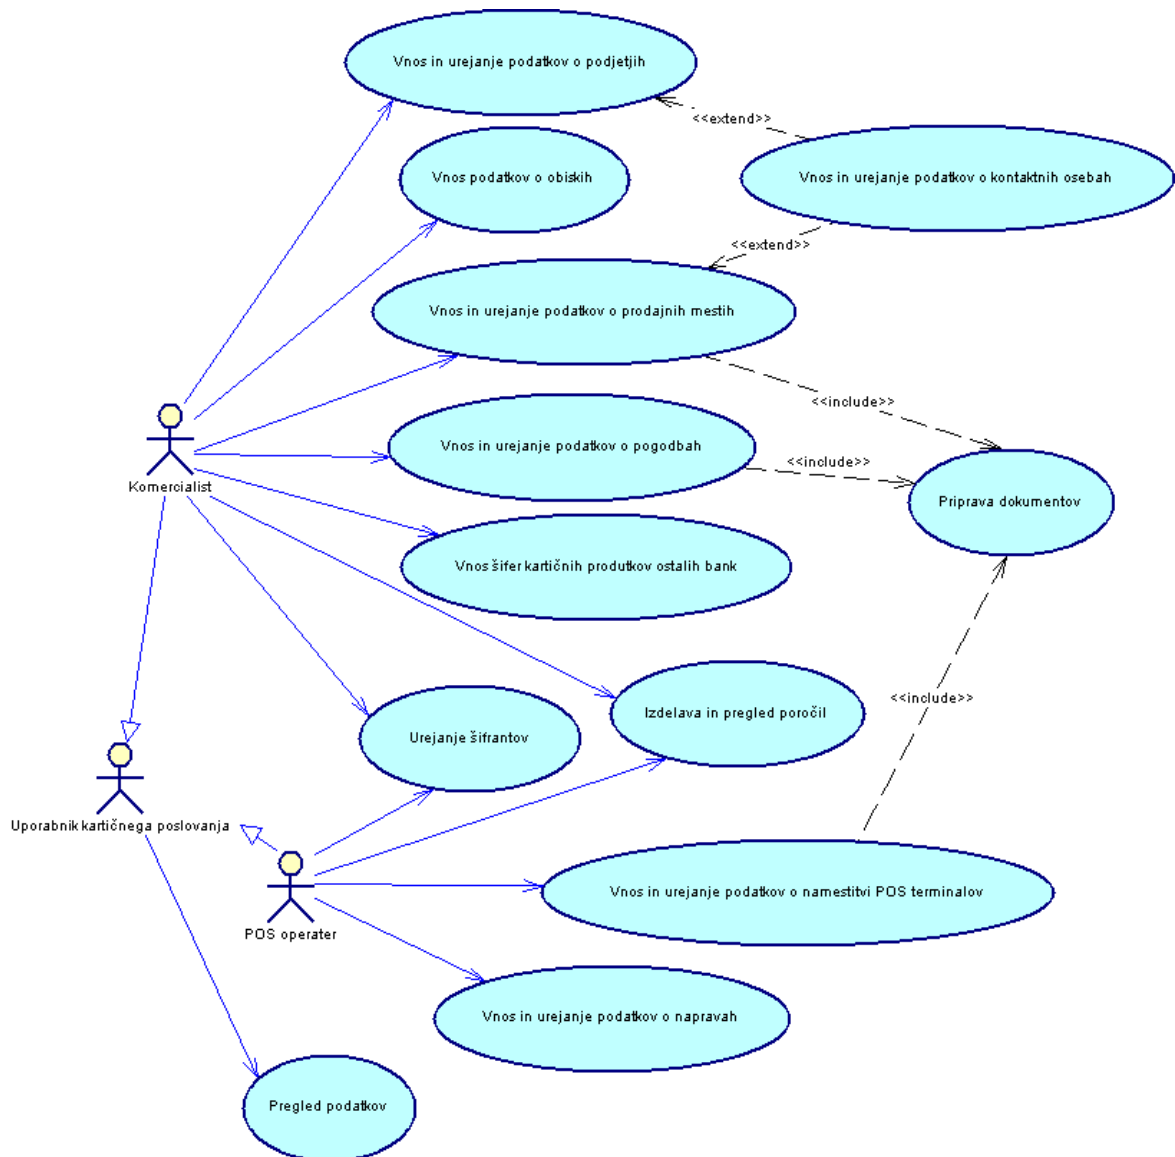 Vnos in urejanje podatkov o podjetjih
<<extend>>
Vnos podatkov o obiskih
Vnos in urejanje podatkov o kontaktnih osebah
<<extend>>
Vnos in urejanje podatkov o prodajnih mestih
<<include>>
Vnos in urejanje podatkov o pogodbah
<<include>>
Komercialist
Priprava dokumentov
Vnos šifer kartičnih produtkov ostalih bank
<<include>>
Izdelava in pregled poročil
Urejanje šifrantov
Uporabnik kartičnega poslovanja
Vnos in urejanje podatkov o namestitvi POS terminalov
POS operater
Vnos in urejanje podatkov o napravah
Pregled podatkov